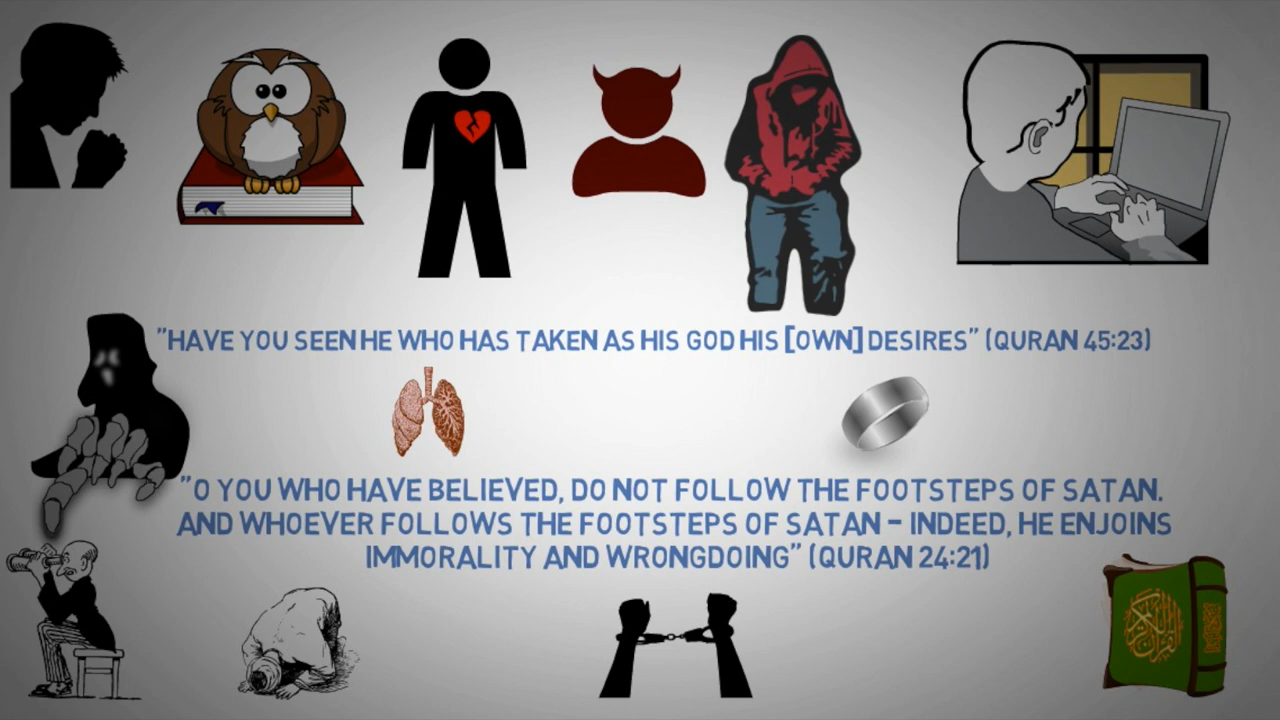 "HAVE YOU SEEN HE WHO HAS TAKEN AS HIS GOD HIS [OWN] DESIRES" (QURAN 45:23)
"O YOU WHO HAVE BELIEVED, DO NOT FOLLOW THE FOOTSTEPS OF SATAN.
AND WHOEVER FOLLOWS THE FOOTSTEPS OF SATAN - INDEED, HE ENJOINS
IMMORALITY AND WRONGDOING" (QURAN 24:21)
القرآن الكريم